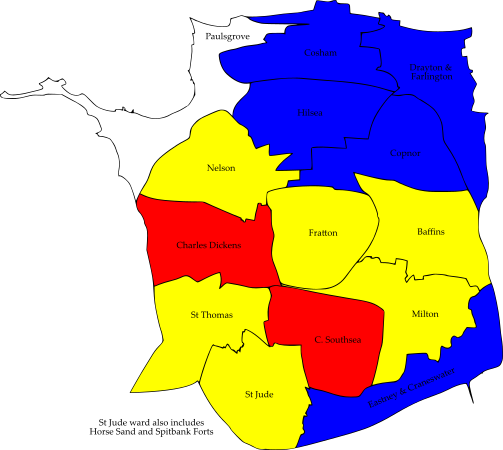 Paulsgrove
Cosham
Drayton &
Farlington
Hilsea
Copnor
Nelson
Charles Dickens
Fratton
Baffins
St Thomas
C. Southsea
Milton
St Jude
Eastney & Craneswater
St Jude ward also includes
Horse Sand and Spitbank Forts